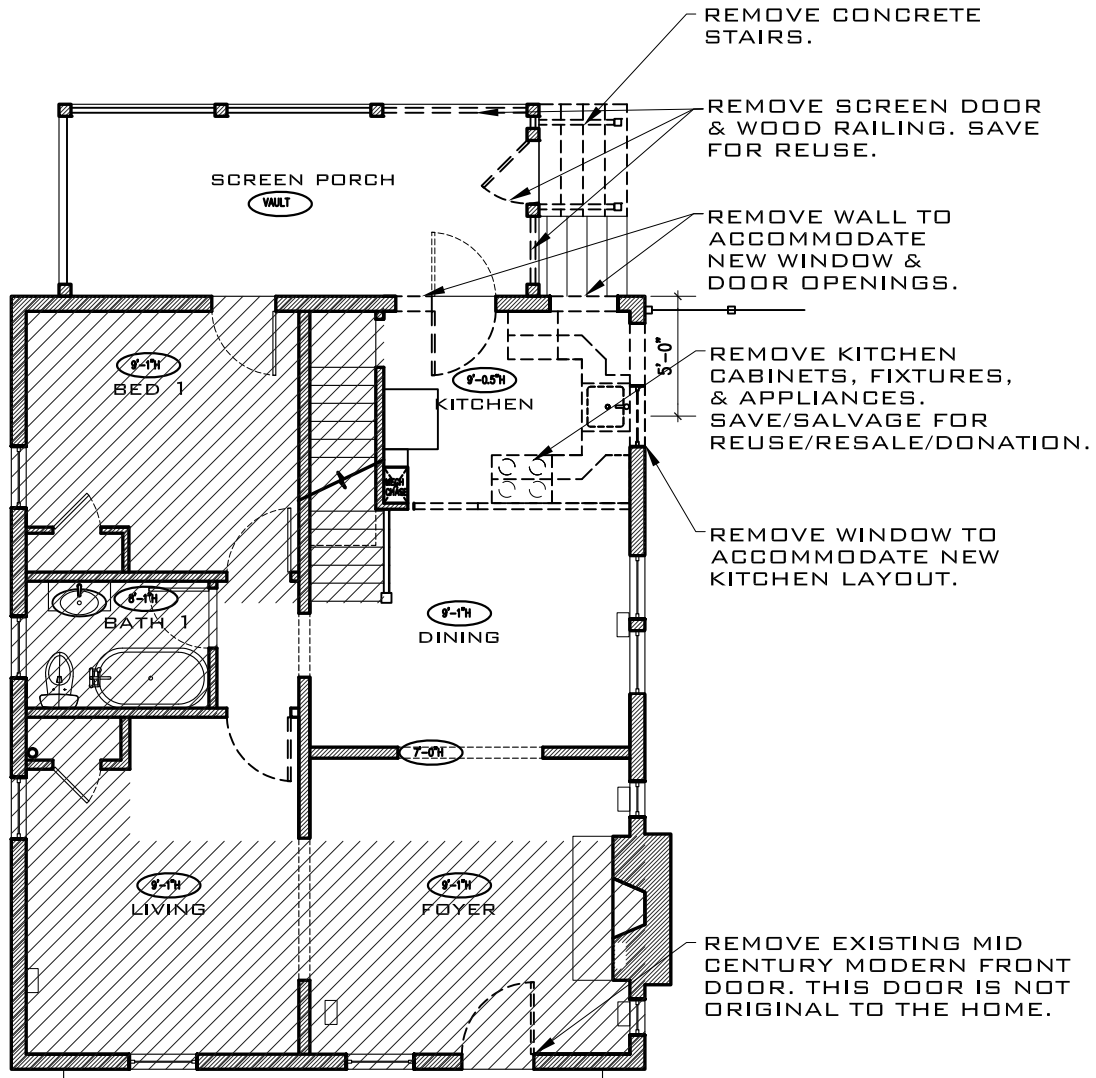 REMOVE CONCRETE
STAIRS.
REMOVE SCREEN DOOR
& WOOD RAILING. SAVE
FOR REUSE.
SCREEN PORCH
VAULT
REMOVE WALL TO
ACCOMMODATE
NEW WINDOW &
DOOR OPENINGS.
5'-0"
9'-1"H
BED 1
9'-0.5"H
KITCHEN
REMOVE KITCHEN
CABINETS, FIXTURES,
& APPLIANCES.
SAVE/SALVAGE FOR
REUSE/RESALE/DONATION.
MECH
CHASE
REMOVE WINDOW TO
ACCOMMODATE NEW
KITCHEN LAYOUT.
8'-1"H
BATH 1
9'-1"H
DINING
7'-0"H
9'-1"H
LIVING
9'-1"H
FOYER
REMOVE EXISTING MID
CENTURY MODERN FRONT
DOOR. THIS DOOR IS NOT
ORIGINAL TO THE HOME.